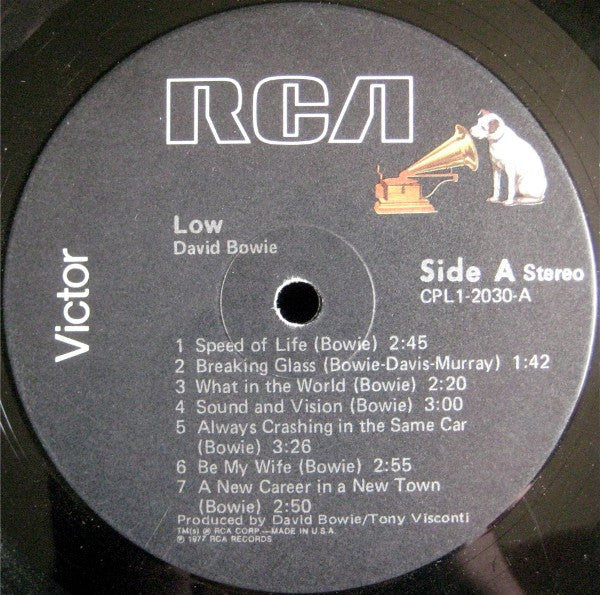 RCA
Victor
Low
David Bowie
Side A Stereo
CPL1-2030-A
1 Speed of Life (Bowie) 2:45
2 Breaking Glass (Bowie-Davis-Murray) 1:42
3 What in the World (Bowie) 2:20
4 Sound and Vision (Bowie) 3:00
5 Always Crashing in the Same Car
(Bowie) 3:26
6 Be My Wife (Bowie) 2:55
7 A New Career in a New Town
(Bowie) 2:50
Produced by David Bowie/Tony Visconti
TM(s) ® RCA CORP—MADE IN U.S.A.
℗ 1977 RCA RECORDS